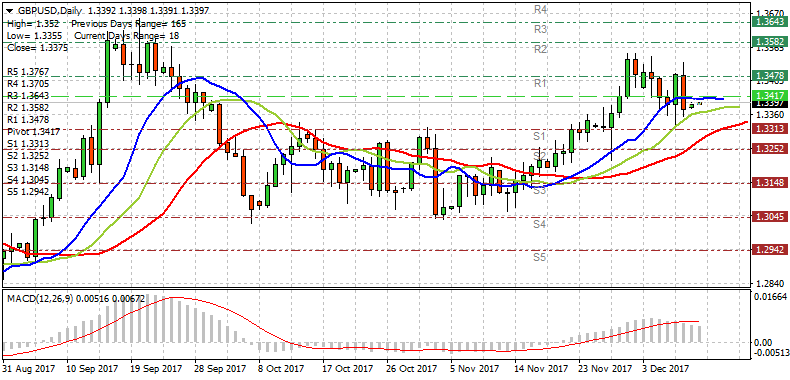 GBPUSD,Daily 1.3392 1.3398 1.3391 1.3397
High= 1.352 Previous Days Range= 165
Low= 1.3355 Current Days Range= 18
Close= 1.3375
R5 1.3767
R4 1.3705
R3 1.3643
R2 1.3582
R1 1.3478
Pivot 1.3417
S1 1.3313
S2 1.3252
S3 1.3148
S4 1.3045
S5 1.2942
R4
R3
R2
R1
S1
S2
S3
S4
S5
1.3670
1.3643
1.3582
1.3478
1.3417
1.3397
1.3360
1.3313
1.3252
1.3148
1.3045
1.2942
1.2840
MACD(12,26,9) 0.00516 0.00672
0.01664
0.00
-0.00513
31 Aug 2017
10 Sep 2017
19 Sep 2017
28 Sep 2017
8 Oct 2017
17 Oct 2017
26 Oct 2017
5 Nov 2017
14 Nov 2017
23 Nov 2017
3 Dec 2017